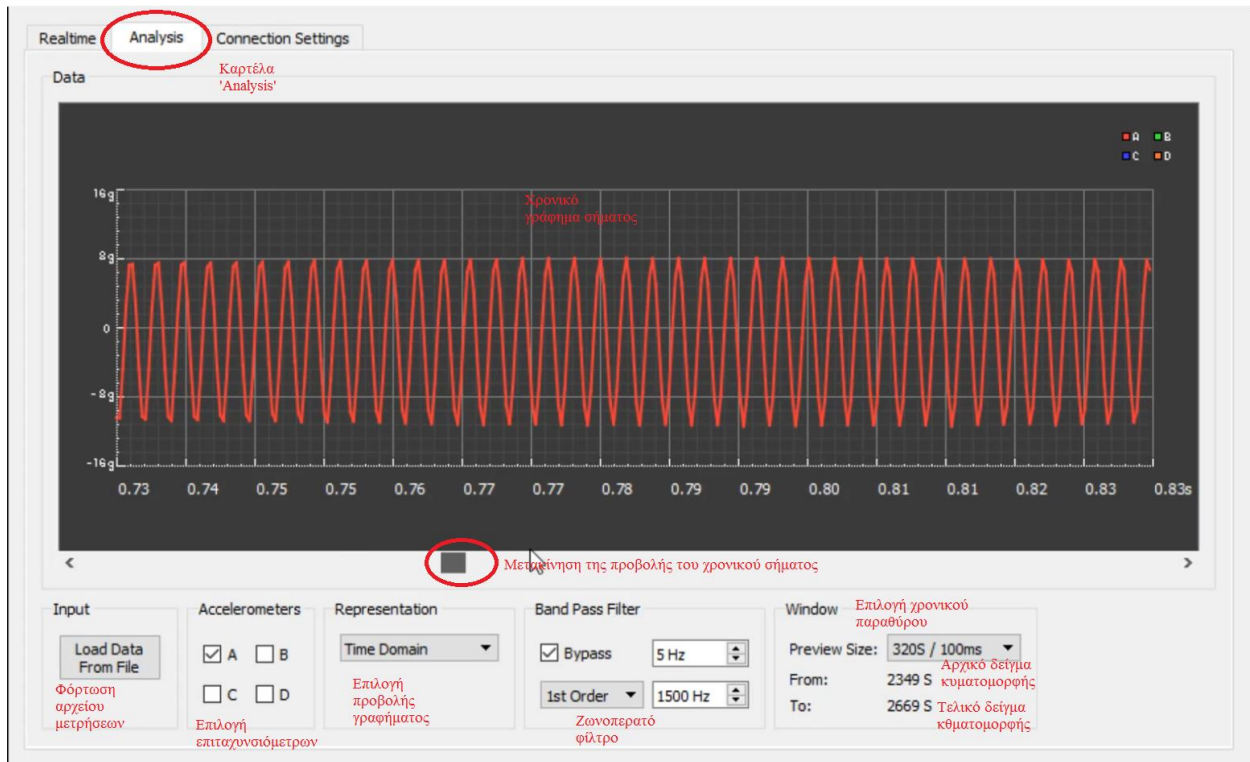 Realtime Analysis Connection Settings
Καρτέλα
'Analysis'
Data
A B
C D
Χρονικό
γράφημα σήματος
16g
8g
0
-8g
-16g
0.73 0.74 0.75 0.75 0.76 0.77 0.77 0.78 0.79 0.79 0.80 0.81 0.81 0.82 0.83 0.83s
< >
Μετακίνηση της προβολής του χρονικού σήματος
Input
Load Data
From File
Φόρτωση
αρχείου
μετρήσεων
Accelerometers
A B
C D
Επιλογή
επιταχυνσιόμετρων
Representation
Time Domain
Επιλογή
προβολής
γραφήματος
Band Pass Filter
Bypass 5 Hz
1st Order 1500 Hz
Ζωνοπερατό
φίλτρο
Window
Επιλογή χρονικού
παραθύρου
Preview Size: 320S / 100ms
Αρχικό δείγμα
From: 2349 S κυματομορφής
To: 2669 S Τελικό δείγμα
κθματομορφής